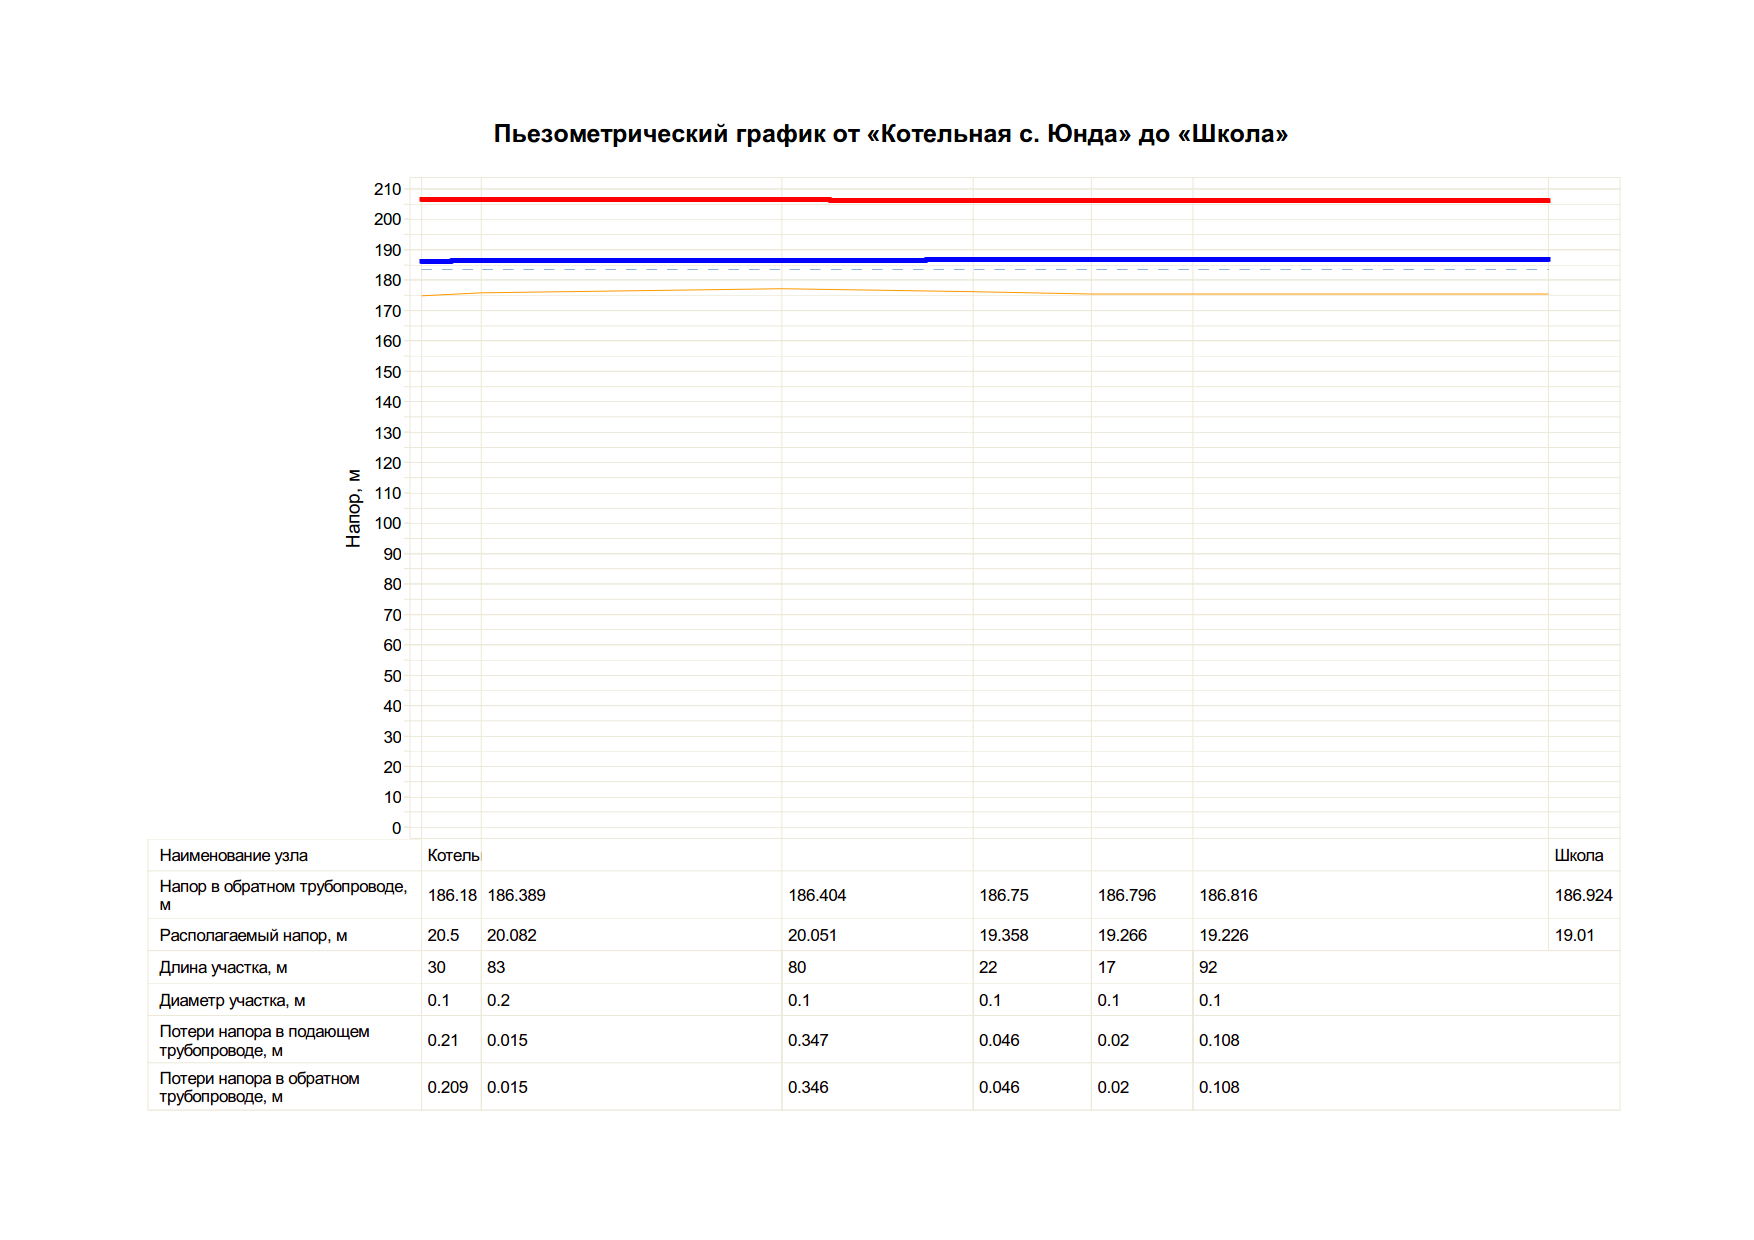 Пьезометрический график от «Котельная с. Юнда» до «Школа»
210
200
190
180
170
160
150
140
130
120
110
100
90
80
70
60
50
40
30
20
10
0
Напор, м
Наименование узла Котель Школа
Напор в обратном трубопроводе,
м
186.18 186.389 186.404 186.75 186.796 186.816 186.924
Располагаемый напор, м 20.5 20.082 20.051 19.358 19.266 19.226 19.01
Длина участка, м 30 83 80 22 17 92
Диаметр участка, м 0.1 0.2 0.1 0.1 0.1 0.1
Потери напора в подающем
трубопроводе, м
0.21 0.015 0.347 0.046 0.02 0.108
Потери напора в обратном
трубопроводе, м
0.209 0.015 0.346 0.046 0.02 0.108